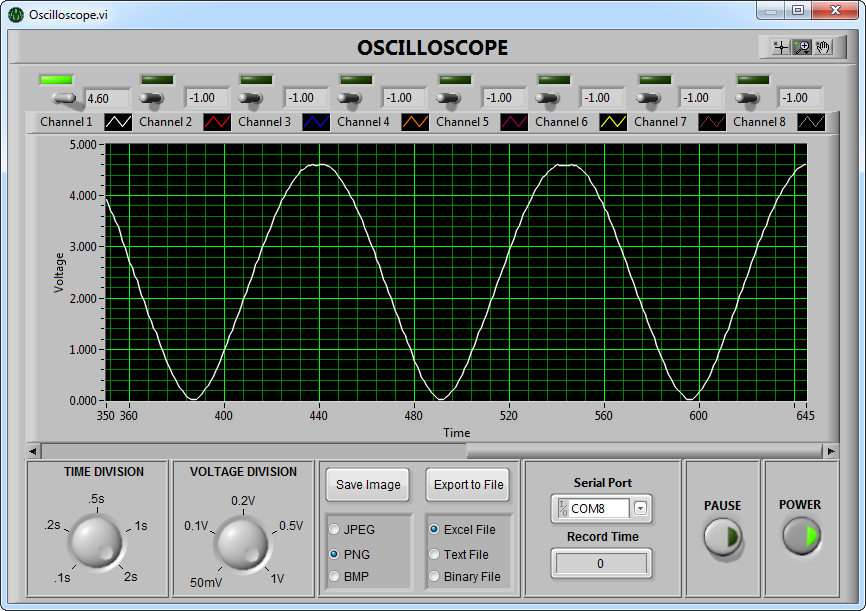 Oscilloscope.vi
OSCILLOSCOPE
4.60 -1.00 -1.00 -1.00 -1.00 -1.00 -1.00 -1.00
Channel 1 Channel 2 Channel 3 Channel 4 Channel 5 Channel 6 Channel 7 Channel 8
5.000
4.000
3.000
2.000
1.000
0.000
Voltage
350 360 400 440 480 520 560 600 645
Time
TIME DIVISION
.5s
.2s 1s
.1s 2s
VOLTAGE DIVISION
0.2V
0.1V 0.5V
50mV 1V
Save Image
JPEG
PNG
BMP
Export to File
Excel File
Text File
Binary File
Serial Port
I/O COM8
Record Time
0
PAUSE
POWER